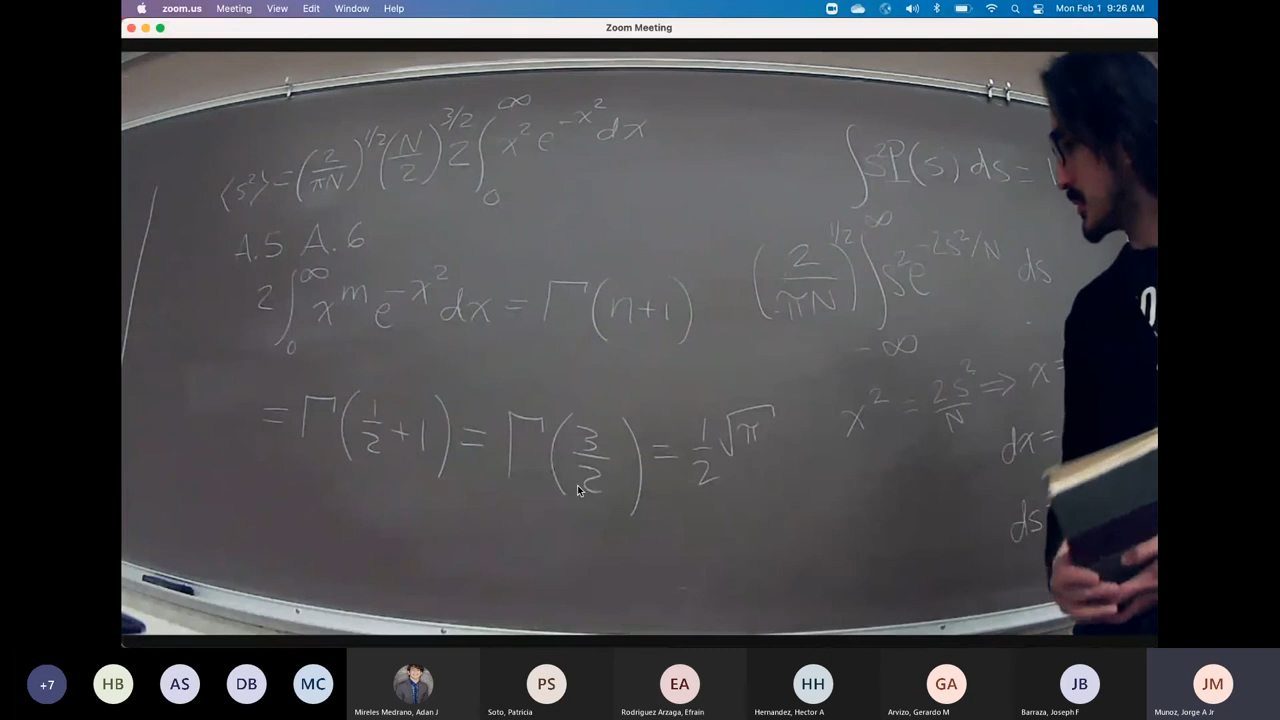 zoom.us Meeting View Edit Window Help Mon Feb 1 9:26 AM
Zoom Meeting
⟨s²⟩=(2/πN)^1/2 (N/2)^3/2 2∫₀^∞ x² e^-x² dx
A.5 A.6
2∫₀^∞ x^m e^-x² dx = Γ(n+1)
= Γ(1/2+1) = Γ(3/2) = 1/2 √π
∫s²P(s) ds =
(2/πN)^1/2 ∫_-∞^∞ s² e^-2s²/N ds
x² = 2s²/N ⇒ x=
dx=
ds
+7
HB
AS
DB
MC
Mireles Medrano, Adan J
PS
Soto, Patricia
EA
Rodriguez Arzaga, Efrain
HH
Hernandez, Hector A
GA
Arvizo, Gerardo M
JB
Barraza, Joseph F
JM
Munoz, Jorge A Jr